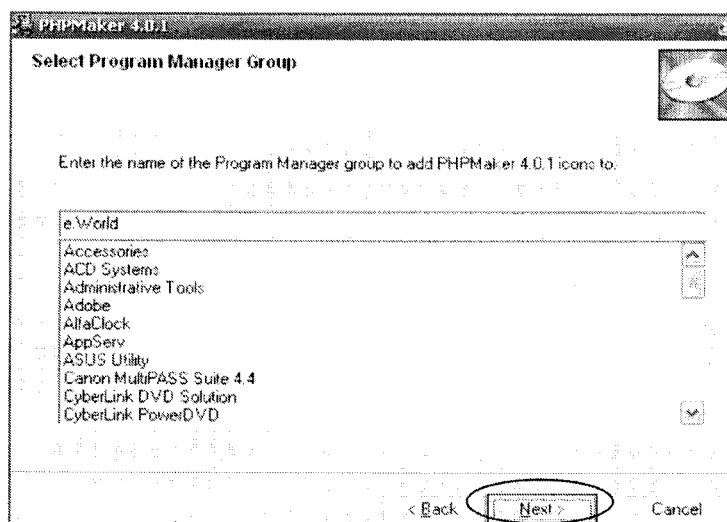 PHPMaker 4.0.1
Select Program Manager Group
Enter the name of the Program Manager group to add PHPMaker 4.0.1 icons to:
e.World
Accessories
ACD Systems
Administrative Tools
Adobe
AlfaClock
AppServ
ASUS Utility
Canon MultiPASS Suite 4.4
CyberLink DVD Solution
CyberLink PowerDVD
< Back Next > Cancel